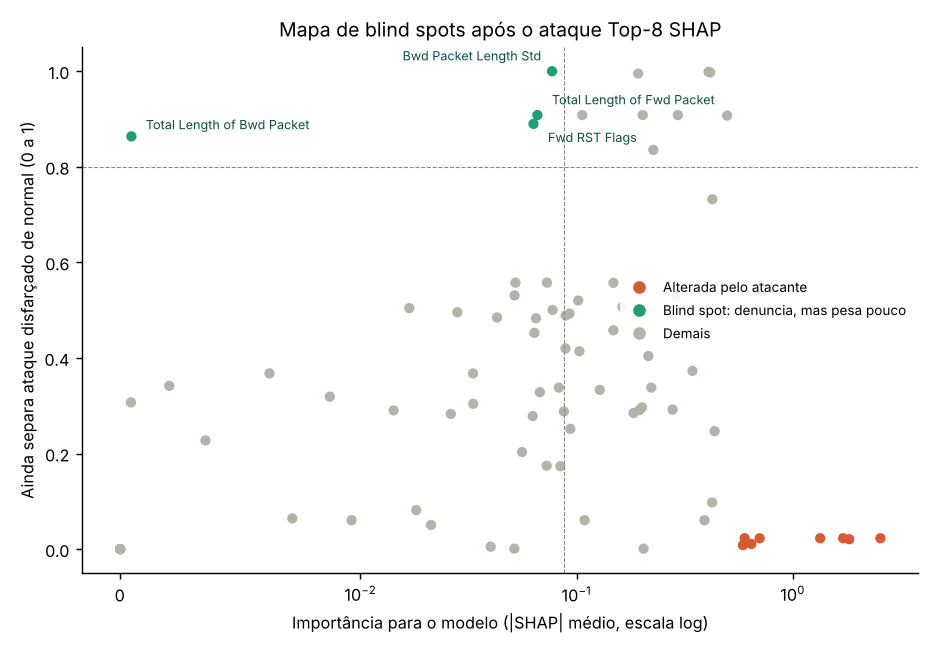 Mapa de blind spots após o ataque Top-8 SHAP
Ainda separa ataque disfarçado de normal (0 a 1)
1.0
0.8
0.6
0.4
0.2
0.0
Bwd Packet Length Std
Total Length of Fwd Packet
Total Length of Bwd Packet
Fwd RST Flags
Alterada pelo atacante
Blind spot: denuncia, mas pesa pouco
Demais
0
10⁻²
10⁻¹
10⁰
Importância para o modelo (|SHAP| médio, escala log)